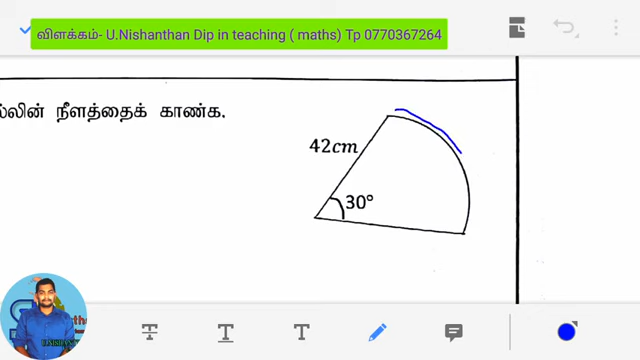 விளக்கம்- U.Nishanthan Dip in teaching ( maths) Tp 0770367264
நீளத்தைக் காண்க.
42cm
30°